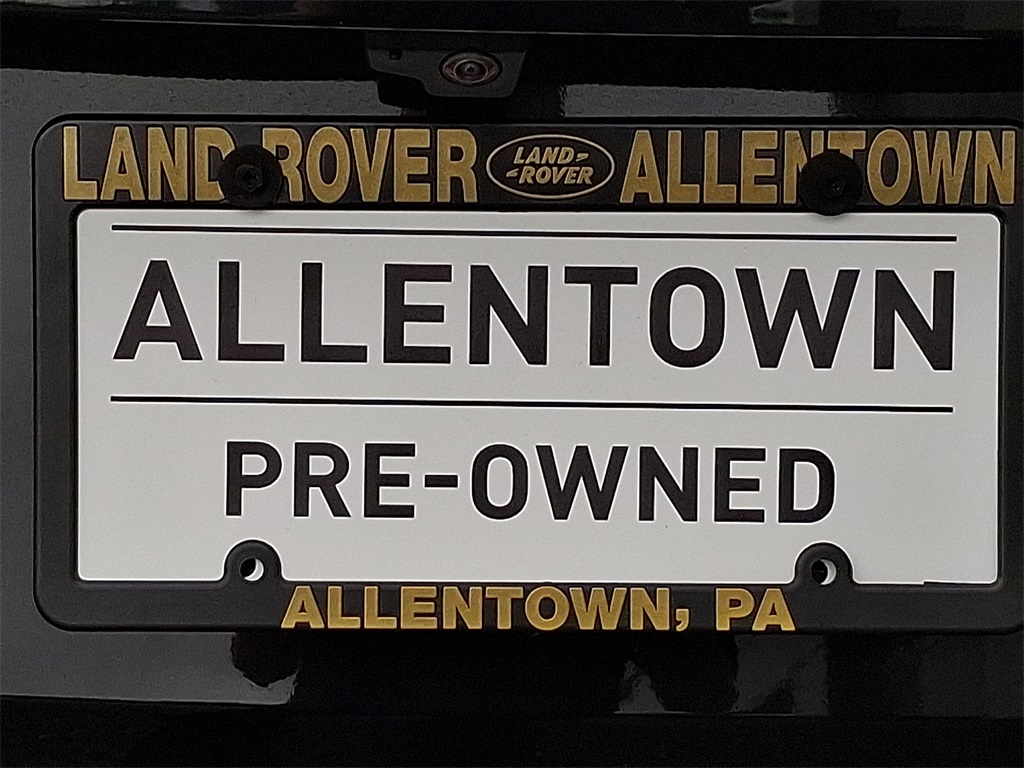 LAND ROVER LAND-ROVER ALLENTOWN
ALLENTOWN
PRE-OWNED
ALLENTOWN, PA